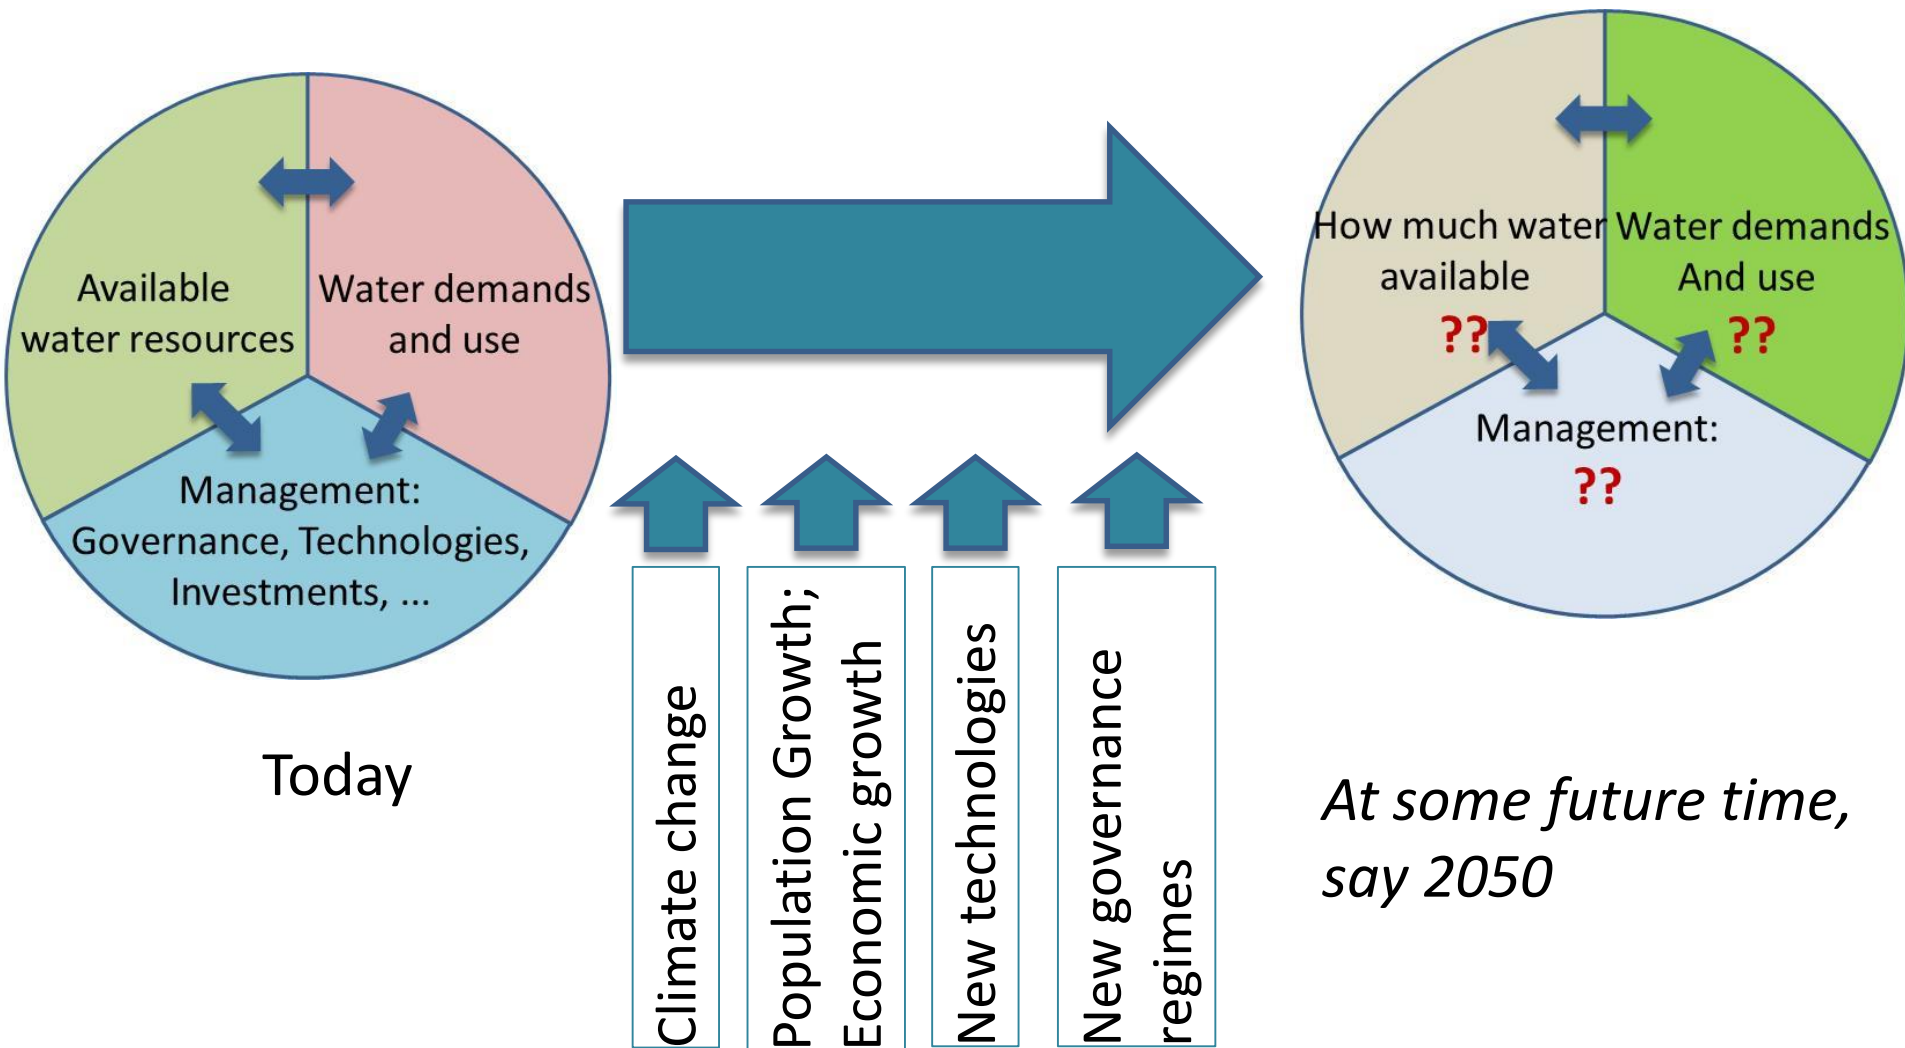 Available
water resources
Water demands
and use
Management:
Governance, Technologies,
Investments, ...
Today
Climate change
Population Growth;
Economic growth
New technologies
New governance
regimes
How much water
available
??
Water demands
And use
??
Management:
??
At some future time,
say 2050